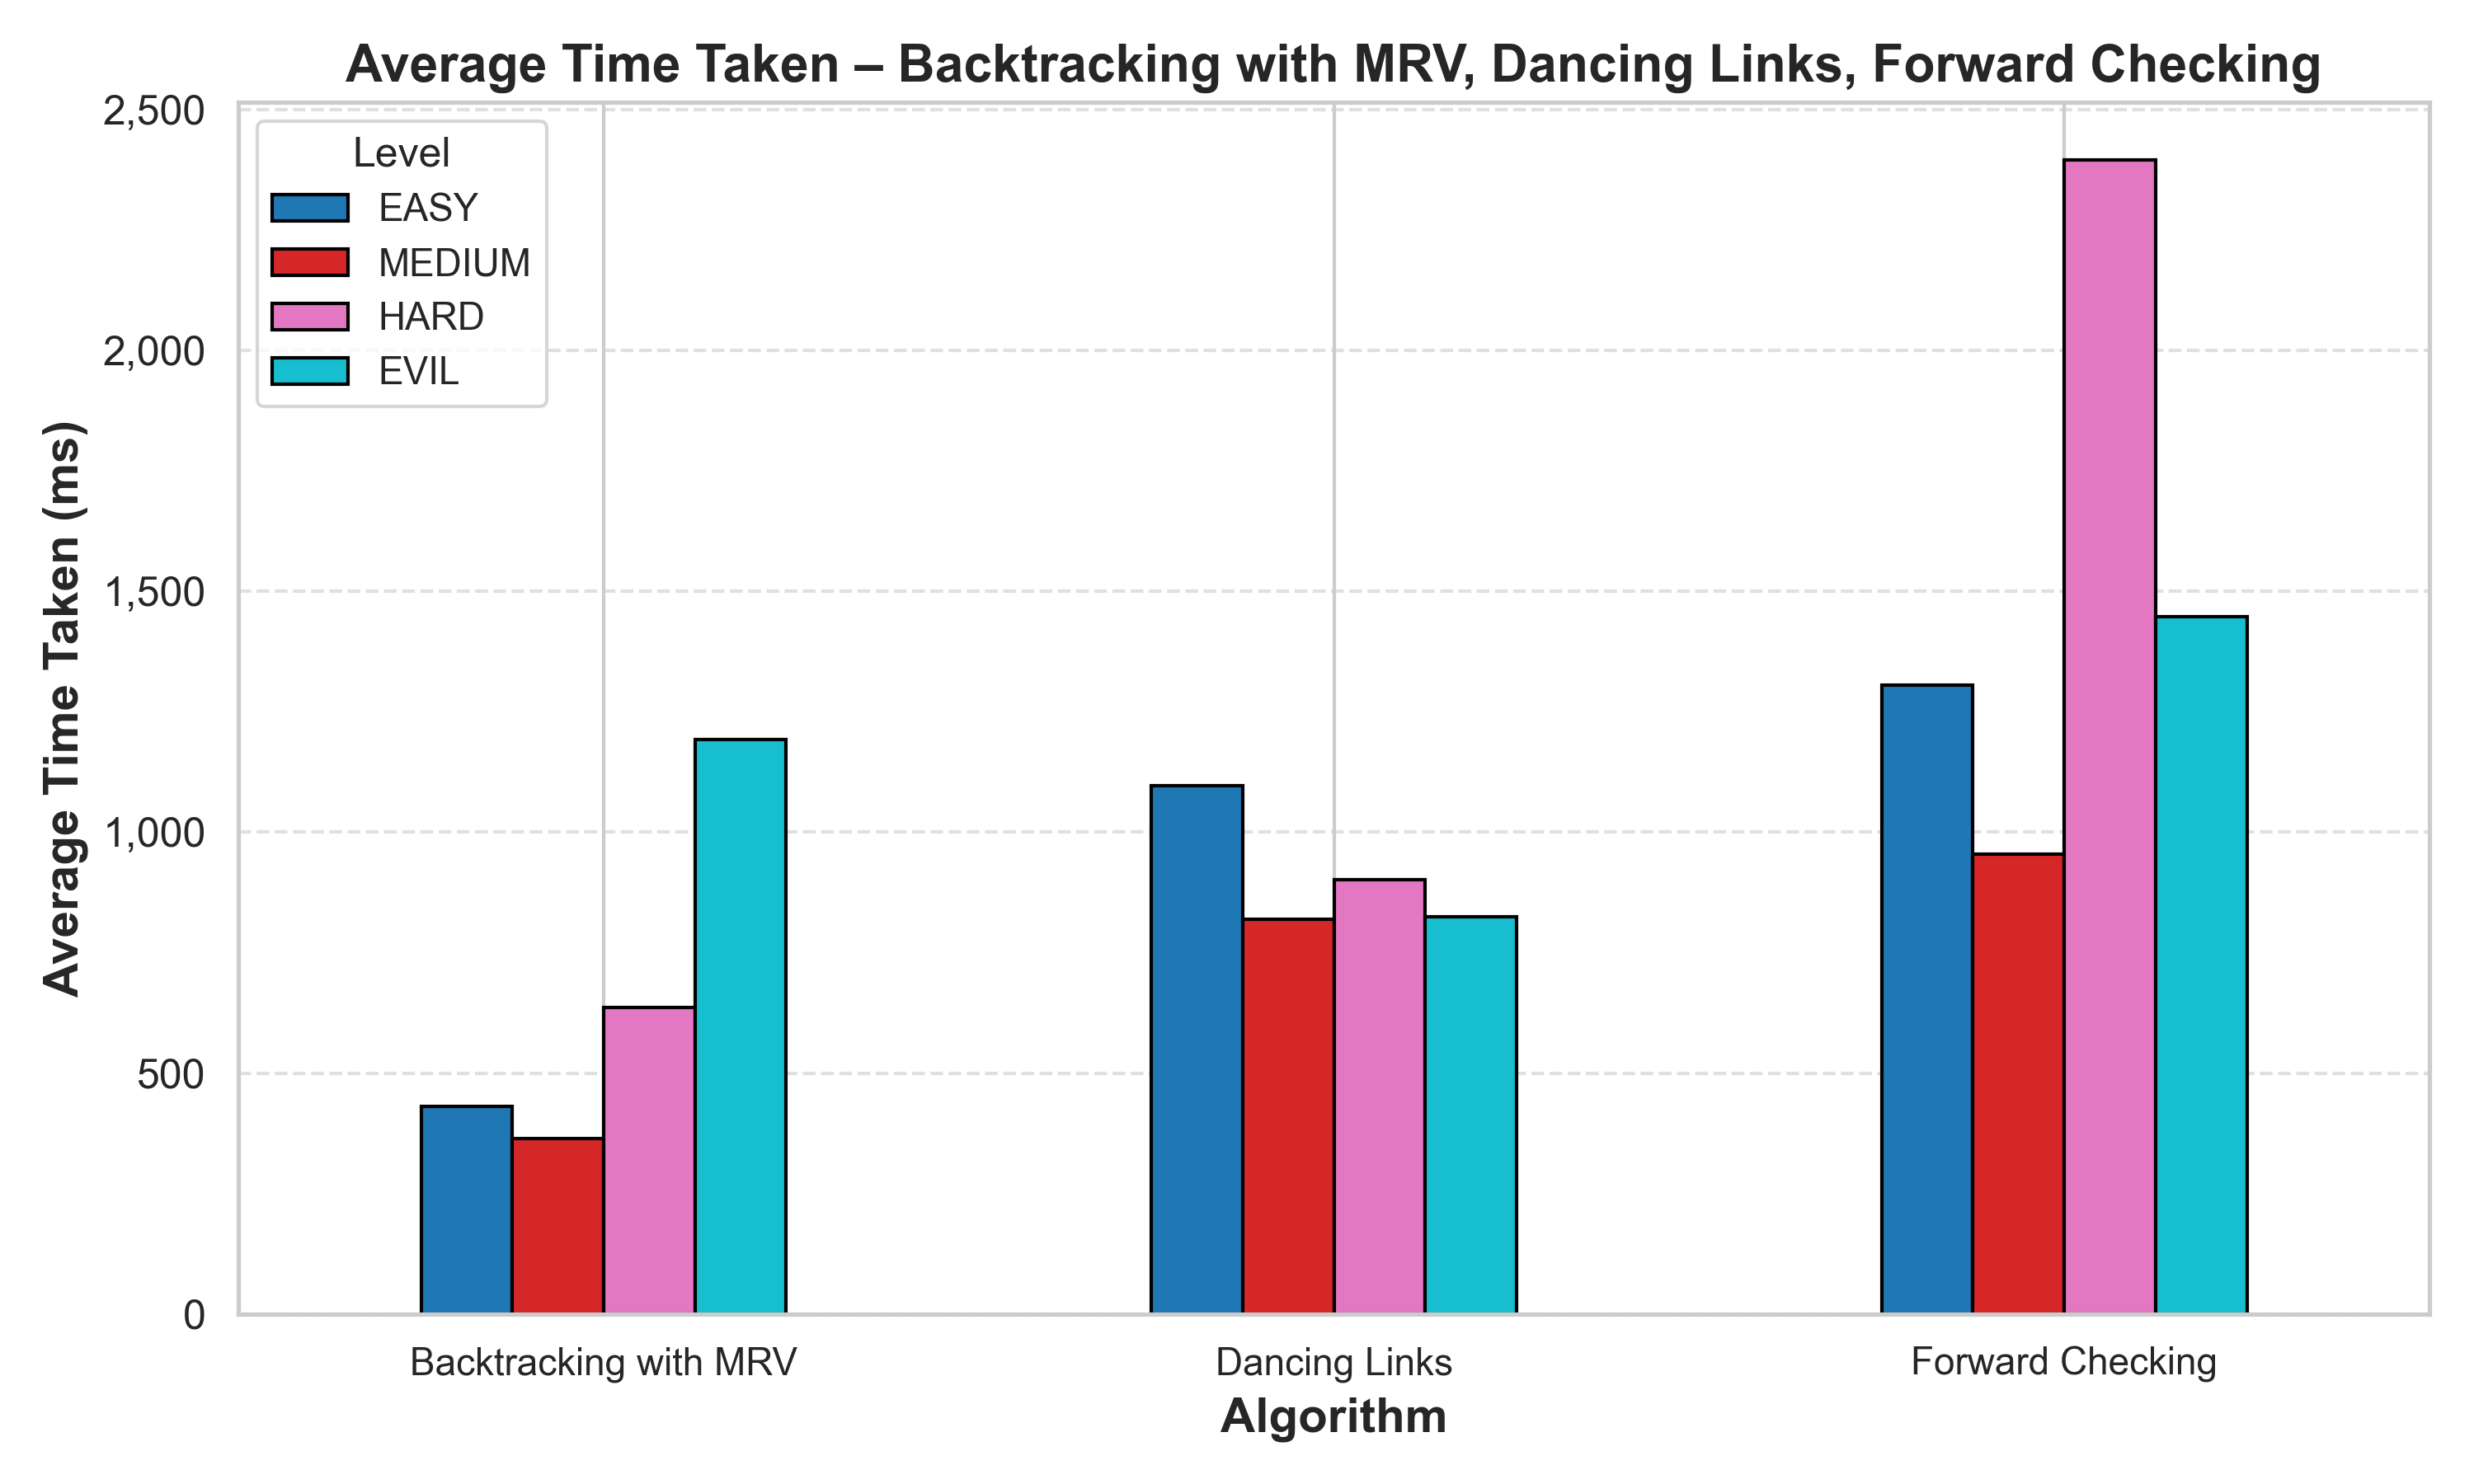 Average Time Taken – Backtracking with MRV, Dancing Links, Forward Checking
Average Time Taken (ms)
2,500
2,000
1,500
1,000
500
0
Level
EASY
MEDIUM
HARD
EVIL
Backtracking with MRV
Dancing Links
Forward Checking
Algorithm